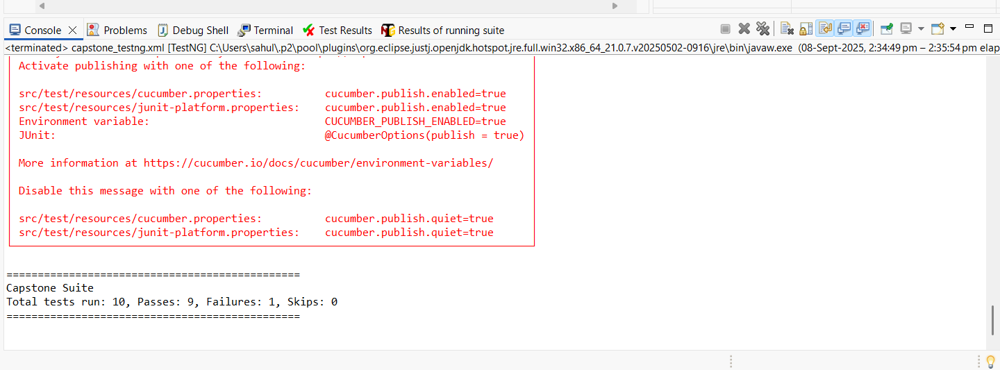 Console Problems Debug Shell Terminal Test Results Results of running suite
<terminated> capstone_testng.xml [TestNG] C:\Users\sahul\.p2\pool\plugins\org.eclipse.justj.openjdk.hotspot.jre.full.win32.x86_64_21.0.7.v20250502-0916\jre\bin\javaw.exe (08-Sept-2025, 2:34:49 pm – 2:35:54 pm elap
Activate publishing with one of the following:
src/test/resources/cucumber.properties: cucumber.publish.enabled=true
src/test/resources/junit-platform.properties: cucumber.publish.enabled=true
Environment variable: CUCUMBER_PUBLISH_ENABLED=true
JUnit: @CucumberOptions(publish = true)
More information at https://cucumber.io/docs/cucumber/environment-variables/
Disable this message with one of the following:
src/test/resources/cucumber.properties: cucumber.publish.quiet=true
src/test/resources/junit-platform.properties: cucumber.publish.quiet=true
===============================================
Capstone Suite
Total tests run: 10, Passes: 9, Failures: 1, Skips: 0
===============================================